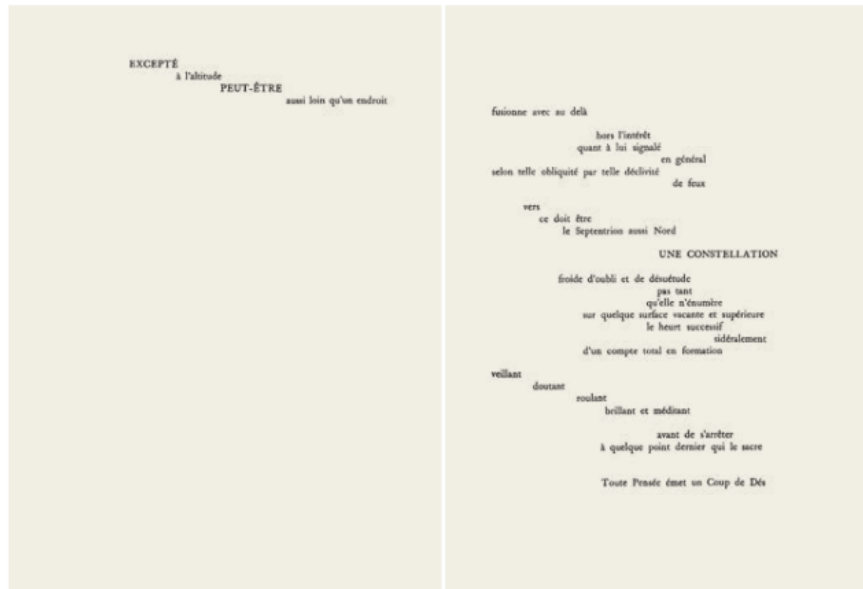 EXCEPTÉ
à l'altitude
PEUT-ÊTRE
aussi loin qu'un endroit
fusionne avec au delà
hors l'intérêt
quant à lui signalé
en général
selon telle obliquité par telle déclivité
de feux
vers
ce doit être
le Septentrion aussi Nord
UNE CONSTELLATION
froide d'oubli et de désuétude
pas tant
qu'elle n'énumère
sur quelque surface vacante et supérieure
le heurt successif
sidéralement
d'un compte total en formation
veillant
doutant
roulant
brillant et méditant
avant de s'arrêter
à quelque point dernier qui le sacre
Toute Pensée émet un Coup de Dés